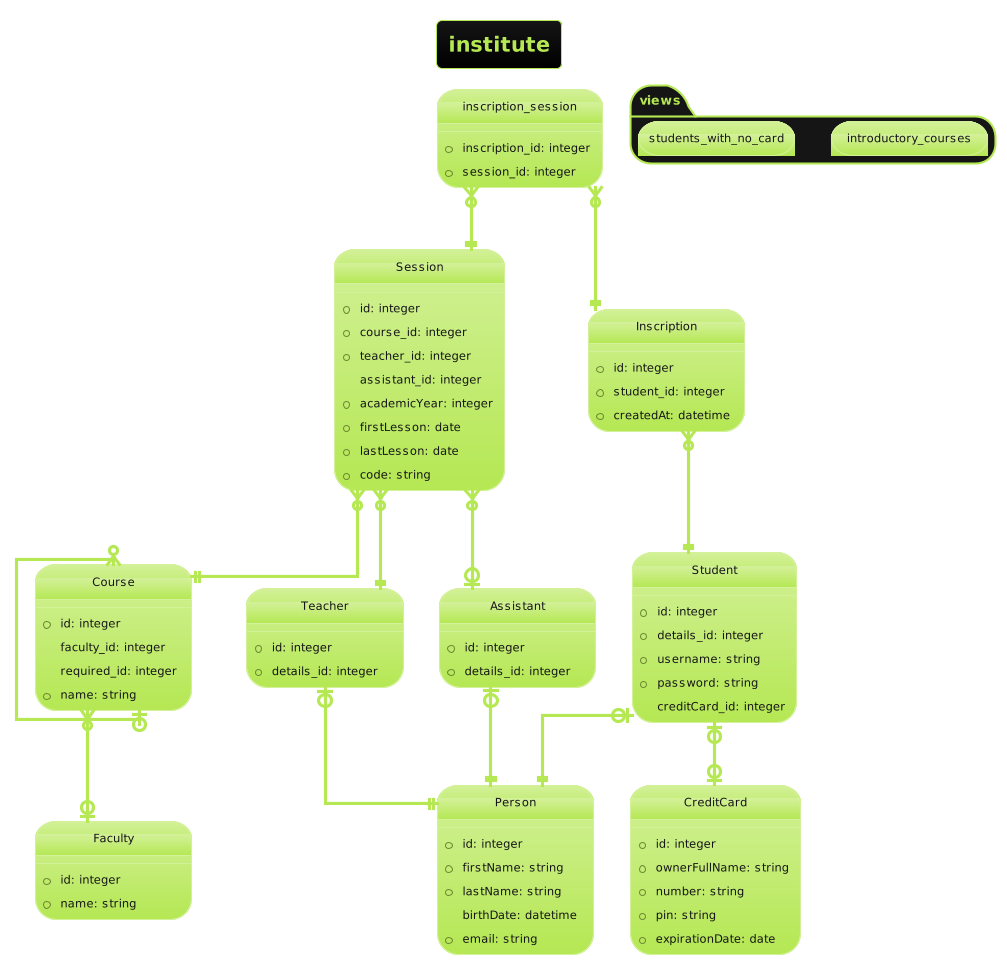 institute
views
students_with_no_card
introductory_courses
inscription_session
inscription_id: integer
session_id: integer
Session
id: integer
course_id: integer
teacher_id: integer
assistant_id: integer
academicYear: integer
firstLesson: date
lastLesson: date
code: string
Inscription
id: integer
student_id: integer
createdAt: datetime
Course
id: integer
faculty_id: integer
required_id: integer
name: string
Teacher
id: integer
details_id: integer
Assistant
id: integer
details_id: integer
Student
id: integer
details_id: integer
username: string
password: string
creditCard_id: integer
Faculty
id: integer
name: string
Person
id: integer
firstName: string
lastName: string
birthDate: datetime
email: string
CreditCard
id: integer
ownerFullName: string
number: string
pin: string
expirationDate: date